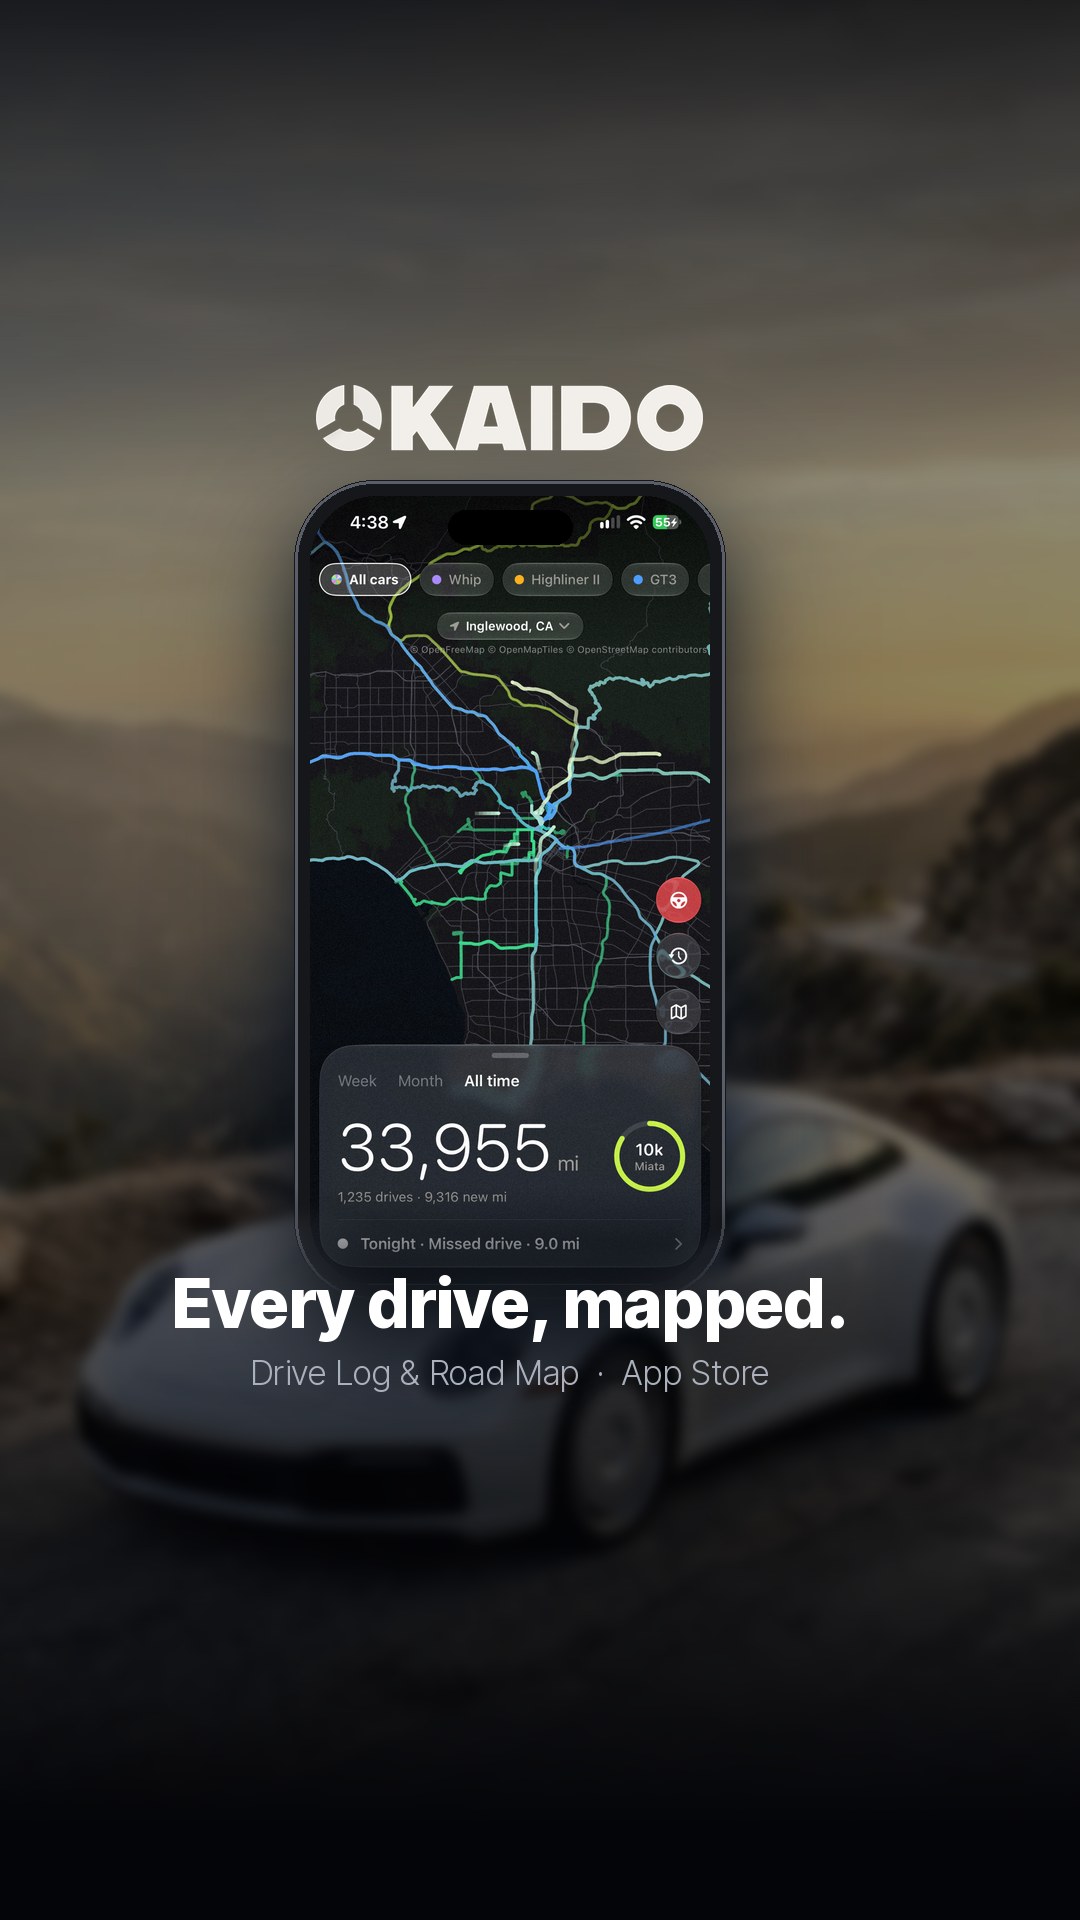 OKAIDO
4:38 55
All cars Whip Highliner II GT3
Inglewood, CA
© OpenFreeMap © OpenMapTiles © OpenStreetMap contributors
Week Month All time
33,955 mi
10k
Miata
1,235 drives · 9,316 new mi
Tonight · Missed drive · 9.0 mi
Every drive, mapped.
Drive Log & Road Map · App Store